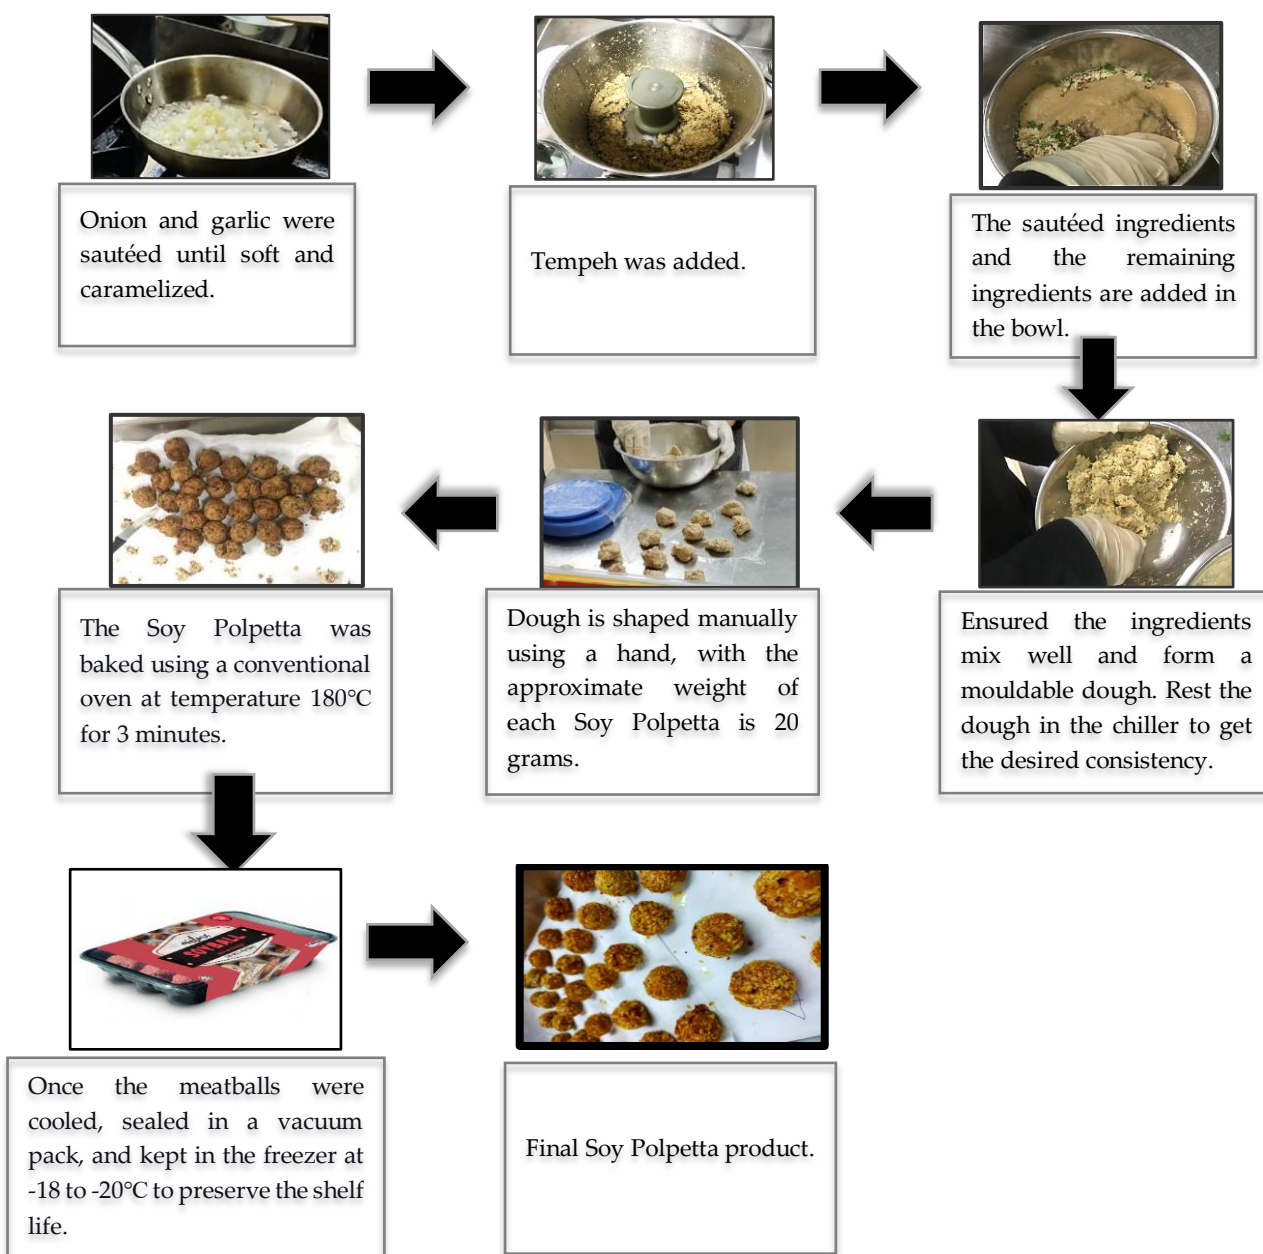 Onion and garlic were
sautéed until soft and
caramelized.
Tempeh was added.
The sautéed ingredients
and the remaining
ingredients are added in
the bowl.
Ensured the ingredients
mix well and form a
mouldable dough. Rest the
dough in the chiller to get
the desired consistency.
Dough is shaped manually
using a hand, with the
approximate weight of
each Soy Polpetta is 20
grams.
The Soy Polpetta was
baked using a conventional
oven at temperature 180°C
for 3 minutes.
SOYBALL
Once the meatballs were
cooled, sealed in a vacuum
pack, and kept in the freezer at
-18 to -20°C to preserve the shelf
life.
Final Soy Polpetta product.